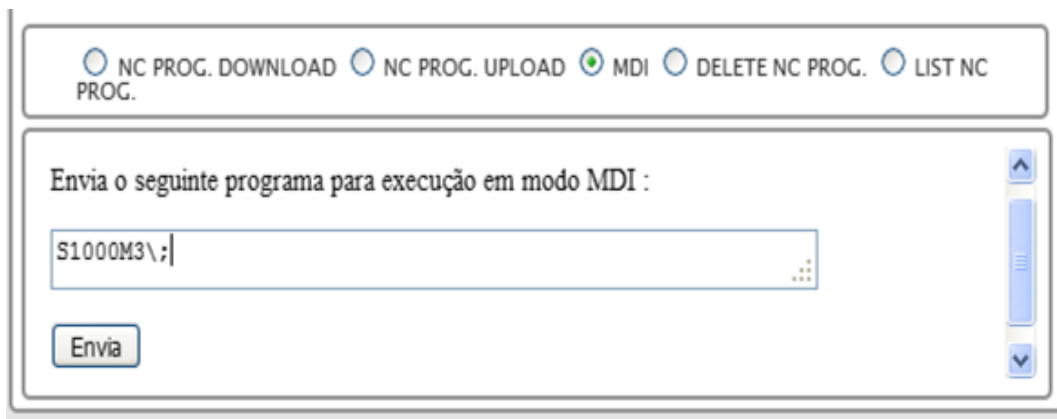 NC PROG. DOWNLOAD NC PROG. UPLOAD MDI DELETE NC PROG. LIST NC
PROG.
Envia o seguinte programa para execução em modo MDI :
S1000M3\;
Envia